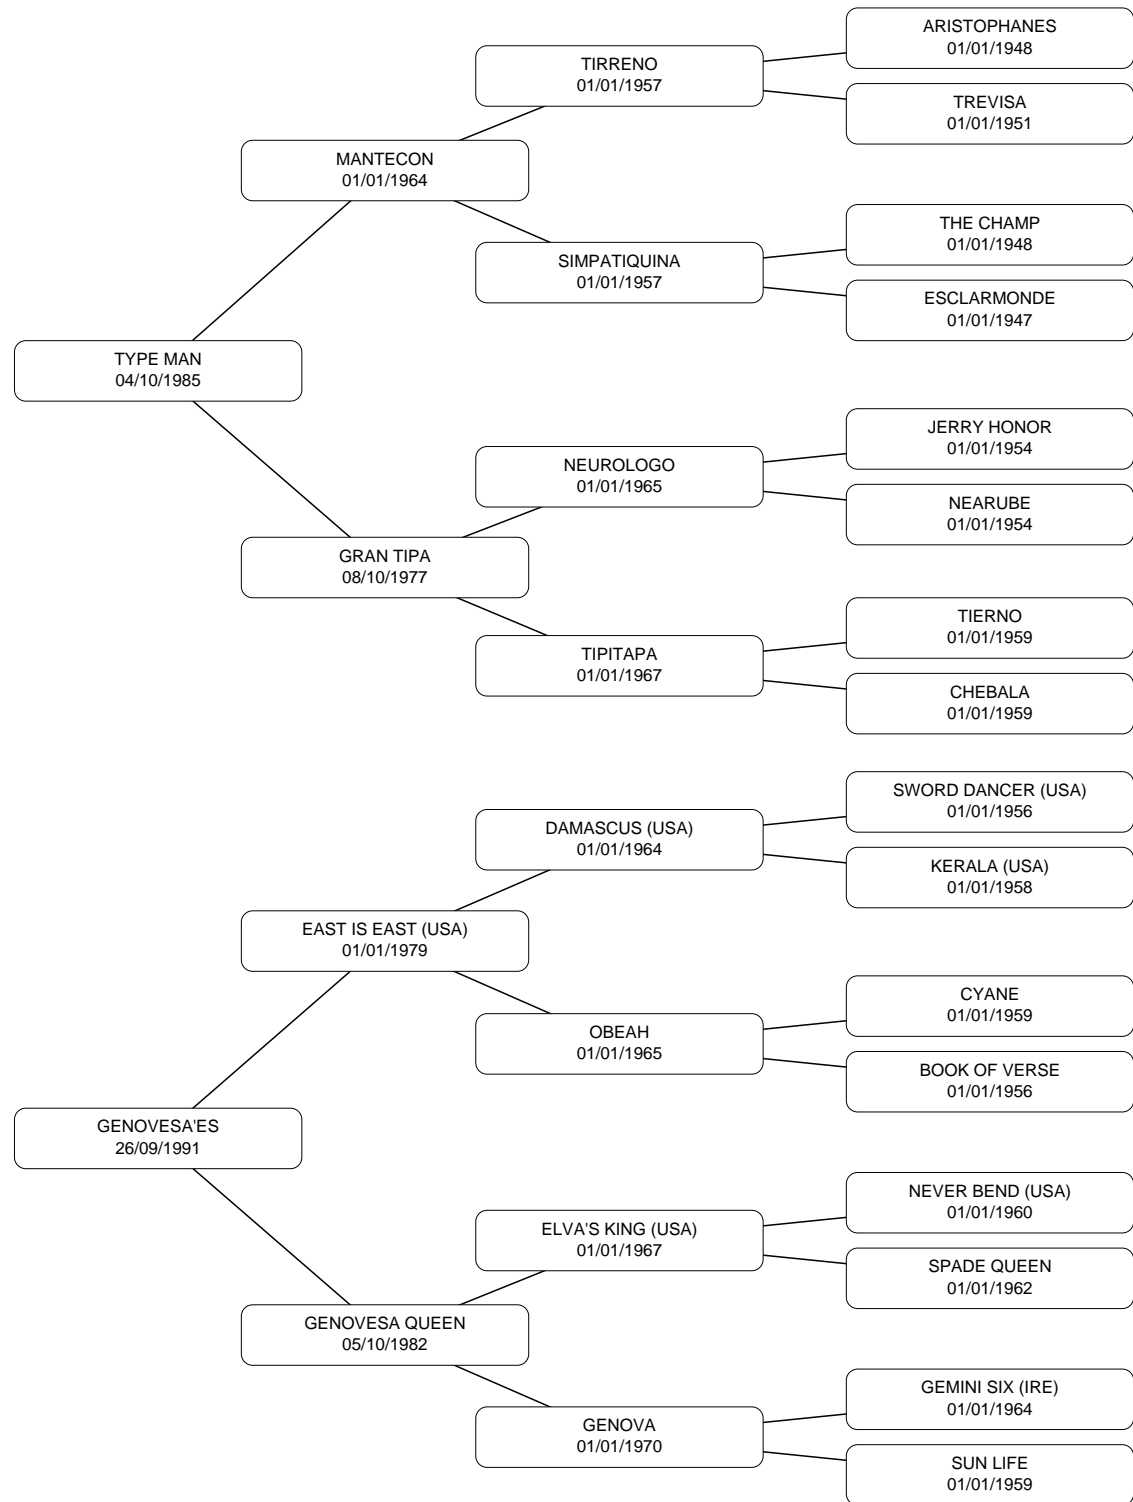 ARISTOPHANES
01/01/1948
TIRRENO
01/01/1957
TREVISA
01/01/1951
MANTECON
01/01/1964
THE CHAMP
01/01/1948
SIMPATIQUINA
01/01/1957
ESCLARMONDE
01/01/1947
TYPE MAN
04/10/1985
JERRY HONOR
01/01/1954
NEUROLOGO
01/01/1965
NEARUBE
01/01/1954
GRAN TIPA
08/10/1977
TIERNO
01/01/1959
TIPITAPA
01/01/1967
CHEBALA
01/01/1959
SWORD DANCER (USA)
01/01/1956
DAMASCUS (USA)
01/01/1964
KERALA (USA)
01/01/1958
EAST IS EAST (USA)
01/01/1979
CYANE
01/01/1959
OBEAH
01/01/1965
BOOK OF VERSE
01/01/1956
GENOVESA'ES
26/09/1991
NEVER BEND (USA)
01/01/1960
ELVA'S KING (USA)
01/01/1967
SPADE QUEEN
01/01/1962
GENOVESA QUEEN
05/10/1982
GEMINI SIX (IRE)
01/01/1964
GENOVA
01/01/1970
SUN LIFE
01/01/1959